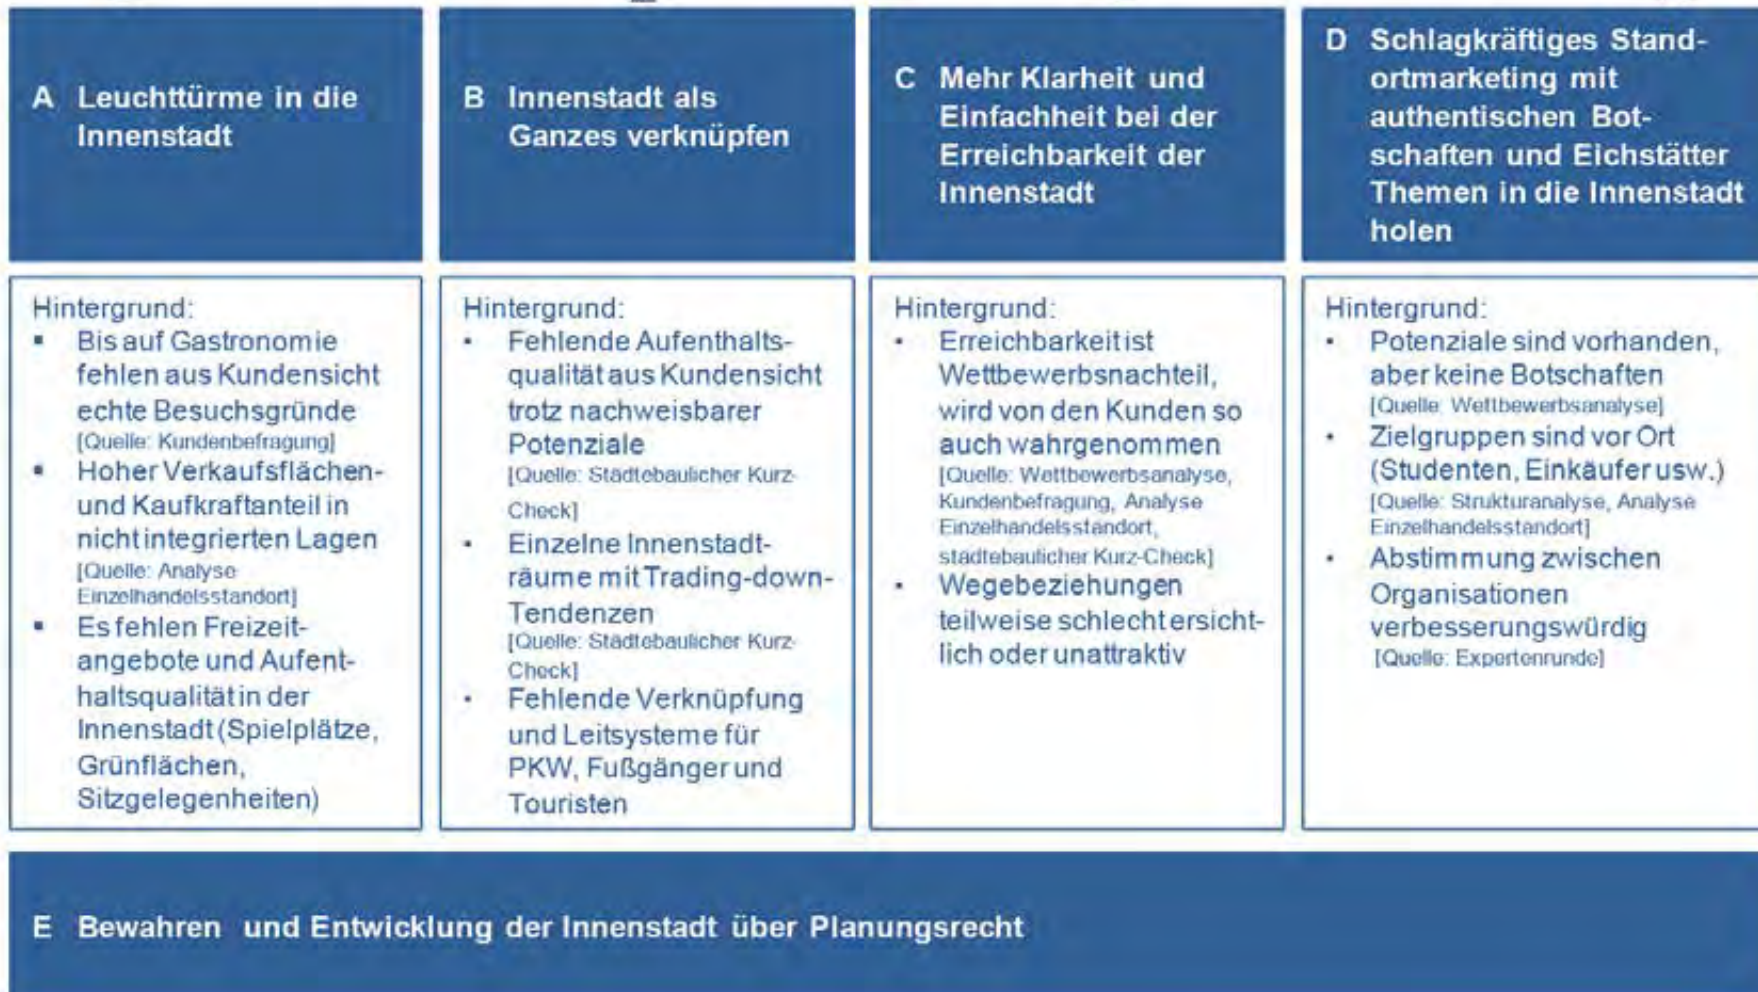 A Leuchttürme in die
Innenstadt
B Innenstadt als
Ganzes verknüpfen
C Mehr Klarheit und
Einfachheit bei der
Erreichbarkeit der
Innenstadt
D Schlagkräftiges Stand-
ortmarketing mit
authentischen Bot-
schaften und Eichstätter
Themen in die Innenstadt
holen
Hintergrund:
▪ Bis auf Gastronomie
fehlen aus Kundensicht
echte Besuchsgründe
[Quelle: Kundenbefragung]
▪ Hoher Verkaufsflächen-
und Kaufkraftanteil in
nicht integrierten Lagen
[Quelle: Analyse
Einzelhandelsstandort]
▪ Es fehlen Freizeit-
angebote und Aufent-
haltsqualität in der
Innenstadt (Spielplätze,
Grünflächen,
Sitzgelegenheiten)
Hintergrund:
• Fehlende Aufenthalts-
qualität aus Kundensicht
trotz nachweisbarer
Potenziale
[Quelle: Städtebaulicher Kurz-
Check]
• Einzelne Innenstadt-
räume mit Trading-down-
Tendenzen
[Quelle: Städtebaulicher Kurz-
Check]
• Fehlende Verknüpfung
und Leitsysteme für
PKW, Fußgänger und
Touristen
Hintergrund:
• Erreichbarkeit ist
Wettbewerbsnachteil,
wird von den Kunden so
auch wahrgenommen
[Quelle: Wettbewerbsanalyse,
Kundenbefragung, Analyse
Einzelhandelsstandort,
städtebaulicher Kurz-Check]
• Wegebeziehungen
teilweise schlecht ersicht-
lich oder unattraktiv
Hintergrund:
• Potenziale sind vorhanden,
aber keine Botschaften
[Quelle: Wettbewerbsanalyse]
• Zielgruppen sind vor Ort
(Studenten, Einkäufer usw.)
[Quelle: Strukturanalyse, Analyse
Einzelhandelsstandort]
• Abstimmung zwischen
Organisationen
verbesserungswürdig
[Quelle: Expertenrunde]
E Bewahren und Entwicklung der Innenstadt über Planungsrecht